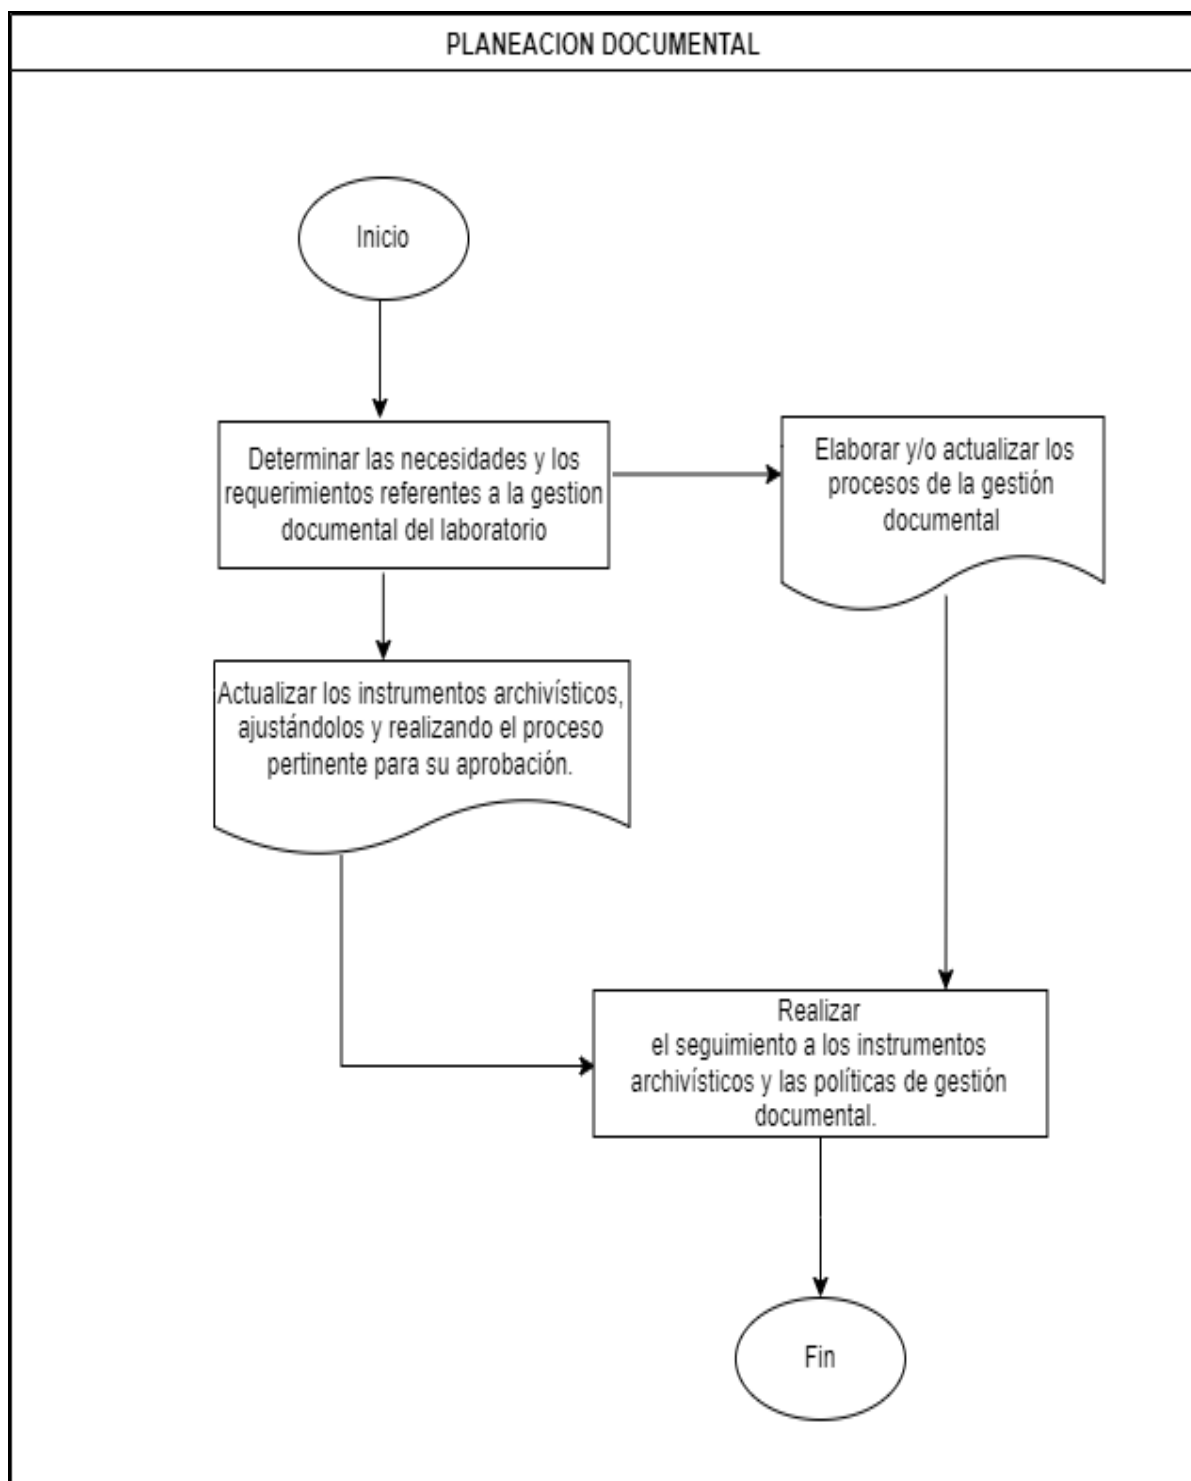 PLANEACION DOCUMENTAL
Inicio
Determinar las necesidades y los
requerimientos referentes a la gestion
documental del laboratorio
Elaborar y/o actualizar los
procesos de la gestión
documental
Actualizar los instrumentos archivísticos,
ajustándolos y realizando el proceso
pertinente para su aprobación.
Realizar
el seguimiento a los instrumentos
archivísticos y las políticas de gestión
documental.
Fin